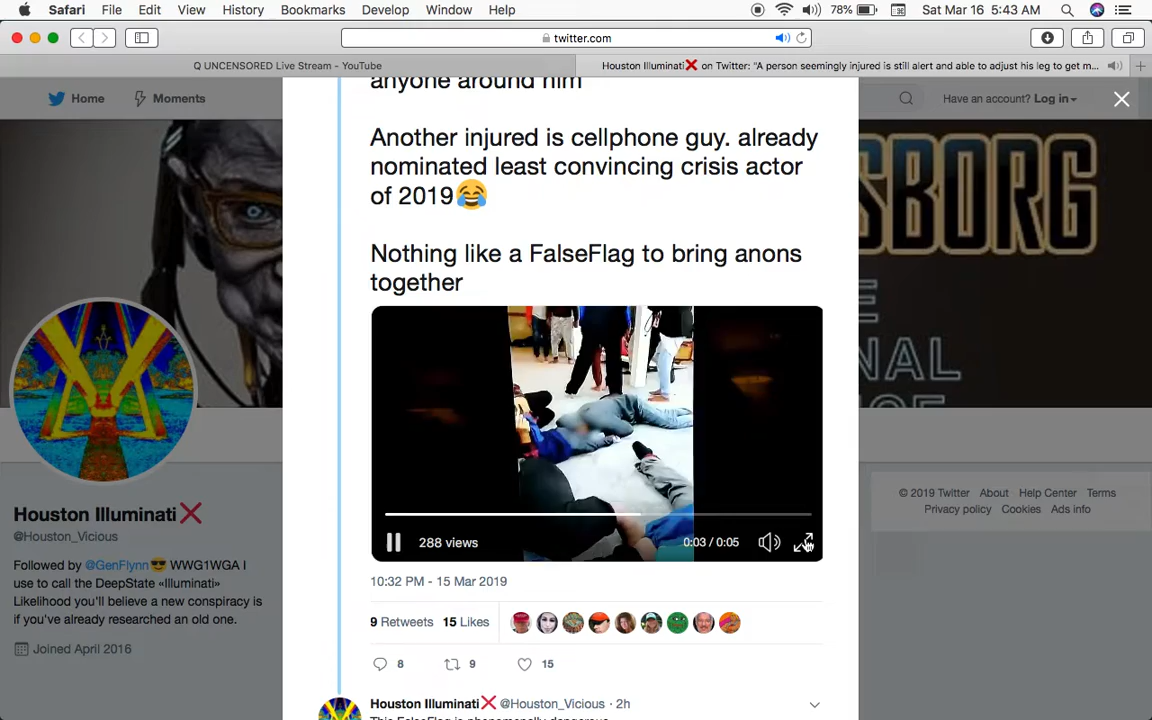 Safari File Edit View History Bookmarks Develop Window Help 78% Sat Mar 16 5:43 AM
twitter.com
Q UNCENSORED Live Stream - YouTube
Houston Illuminati❌ on Twitter: "A person seemingly injured is still alert and able to adjust his leg to get m...
Home Moments
Have an account? Log in
anyone around him
Another injured is cellphone guy. already
nominated least convincing crisis actor
of 2019😂
Nothing like a FalseFlag to bring anons
together
288 views 0:03 / 0:05
10:32 PM - 15 Mar 2019
9 Retweets 15 Likes
8 9 15
Houston Illuminati❌ @Houston_Vicious · 2h
This FalseFlag is phenomenally dangerous
Houston Illuminati❌
@Houston_Vicious
Followed by @GenFlynn😎 WWG1WGA I
use to call the DeepState «Illuminati»
Likelihood you'll believe a new conspiracy is
if you've already researched an old one.
Joined April 2016
SBORG
NAL
© 2019 Twitter About Help Center Terms
Privacy policy Cookies Ads info